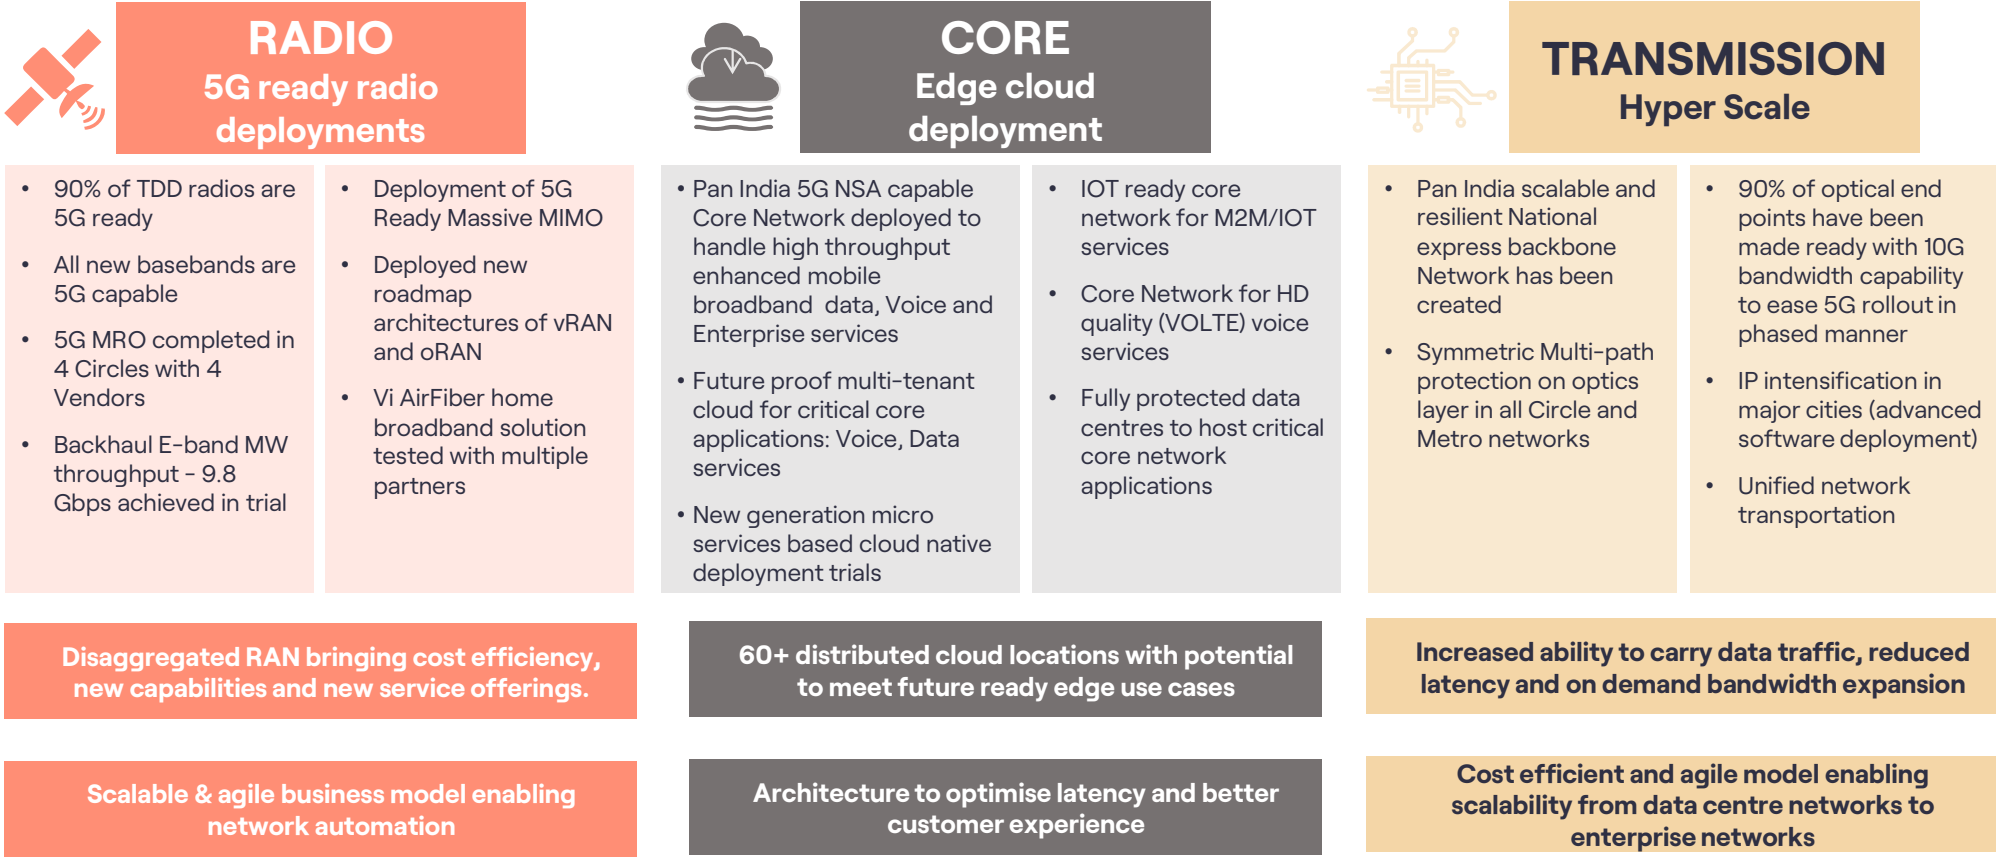 RADIO
5G ready radio
deployments
• 90% of TDD radios are
5G ready
• All new basebands are
5G capable
• 5G MRO completed in
4 Circles with 4
Vendors
• Backhaul E-band MW
throughput - 9.8
Gbps achieved in trial
• Deployment of 5G
Ready Massive MIMO
• Deployed new
roadmap
architectures of vRAN
and oRAN
• Vi AirFiber home
broadband solution
tested with multiple
partners
Disaggregated RAN bringing cost efficiency,
new capabilities and new service offerings.
Scalable & agile business model enabling
network automation
CORE
Edge cloud
deployment
• Pan India 5G NSA capable
Core Network deployed to
handle high throughput
enhanced mobile
broadband data, Voice and
Enterprise services
• Future proof multi-tenant
cloud for critical core
applications: Voice, Data
services
• New generation micro
services based cloud native
deployment trials
• IOT ready core
network for M2M/IOT
services
• Core Network for HD
quality (VOLTE) voice
services
• Fully protected data
centres to host critical
core network
applications
60+ distributed cloud locations with potential
to meet future ready edge use cases
Architecture to optimise latency and better
customer experience
TRANSMISSION
Hyper Scale
• Pan India scalable and
resilient National
express backbone
Network has been
created
• Symmetric Multi-path
protection on optics
layer in all Circle and
Metro networks
• 90% of optical end
points have been
made ready with 10G
bandwidth capability
to ease 5G rollout in
phased manner
• IP intensification in
major cities (advanced
software deployment)
• Unified network
transportation
Increased ability to carry data traffic, reduced
latency and on demand bandwidth expansion
Cost efficient and agile model enabling
scalability from data centre networks to
enterprise networks